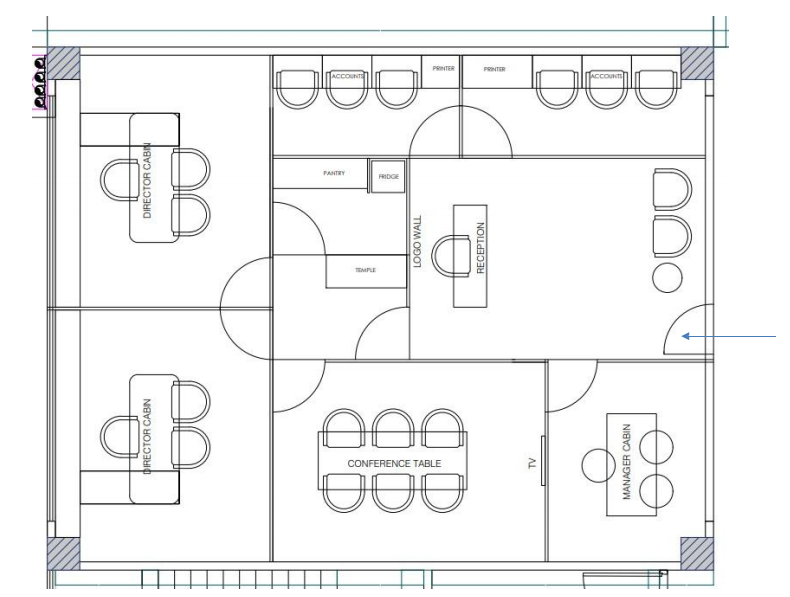 ACCOUNTS
PRINTER
PRINTER
ACCOUNTS
DIRECTOR CABIN
PANTRY
FRIDGE
LOGO WALL
RECEPTION
TEMPLE
DIRECTOR CABIN
CONFERENCE TABLE
TV
MANAGER CABIN